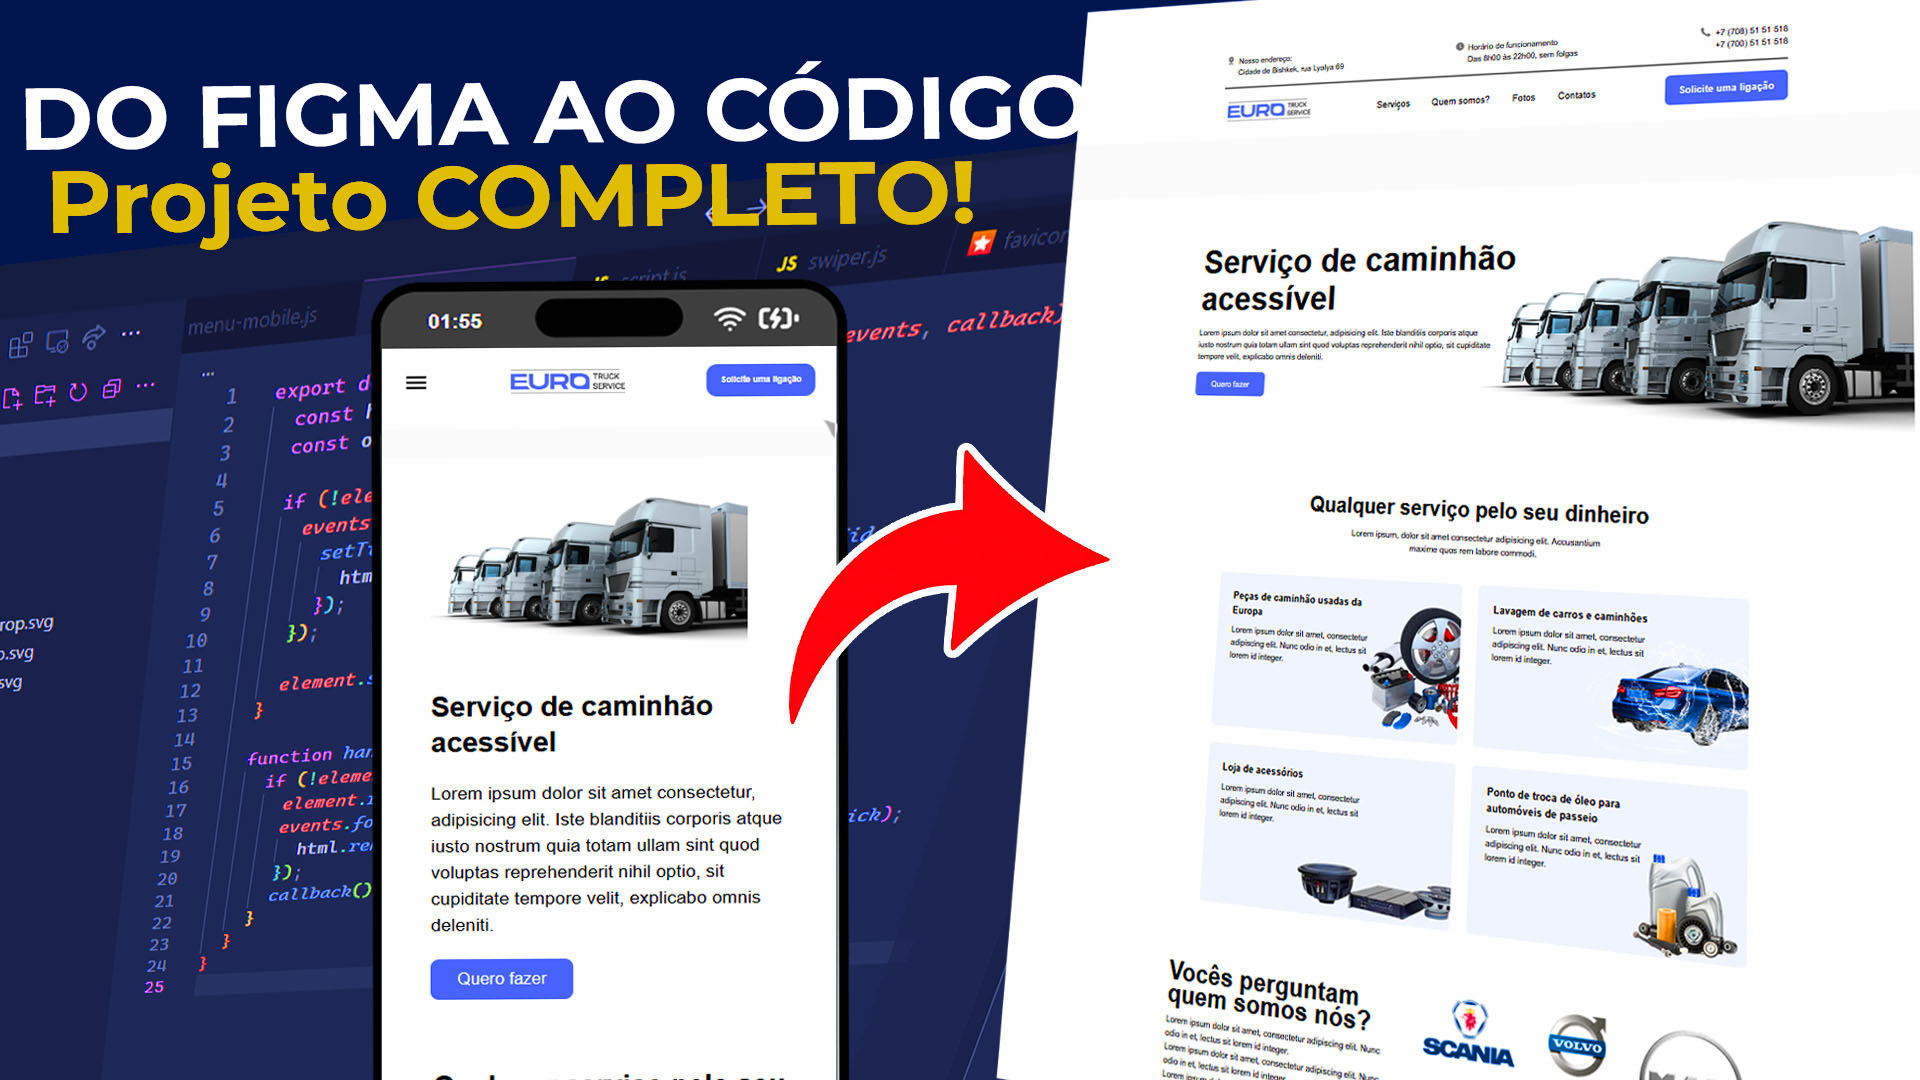 DO FIGMA AO CÓDIGO
Projeto COMPLETO!
menu-mobile.js
script.js
JS swiper.js
rop.svg
.svg
svg
1 export
2 const
3 const
4
5 if (!ele
6 events
7
8 htm
9 });
10 });
11
12 element.
13 }
14
15 function
16 if (!eleme
17 element.
18 events.fo
19 html.re
20 });
21 callback()
22 }
23 }
24 }
25
events, callback)
ick);
01:55
EURO TRUCK SERVICE
Solicite uma ligação
Serviço de caminhão
acessível
Lorem ipsum dolor sit amet consectetur,
adipisicing elit. Iste blanditiis corporis atque
iusto nostrum quia totam ullam sint quod
voluptas reprehenderit nihil optio, sit
cupiditate tempore velit, explicabo omnis
deleniti.
Quero fazer
Nosso endereço:
Cidade de Bishkek, rua Lyalya 69
Horário de funcionamento
Das 8h00 às 22h00, sem folgas
+7 (708) 51 51 518
+7 (700) 51 51 518
EURO TRUCK SERVICE
Serviços Quem somos? Fotos Contatos
Solicite uma ligação
Serviço de caminhão
acessível
Lorem ipsum dolor sit amet consectetur, adipisicing elit. Iste blanditiis corporis atque
iusto nostrum quia totam ullam sint quod voluptas reprehenderit nihil optio, sit cupiditate
tempore velit, explicabo omnis deleniti.
Quero fazer
Qualquer serviço pelo seu dinheiro
Lorem ipsum, dolor sit amet consectetur adipisicing elit. Accusantium
maxime quos rem labore commodi.
Peças de caminhão usadas da
Europa
Lorem ipsum dolor sit amet, consectetur
adipiscing elit. Nunc odio in et, lectus sit
lorem id integer.
Lavagem de carros e caminhões
Lorem ipsum dolor sit amet, consectetur
adipiscing elit. Nunc odio in et, lectus sit
lorem id integer.
Loja de acessórios
Lorem ipsum dolor sit amet, consectetur
adipiscing elit. Nunc odio in et, lectus sit
lorem id integer.
Ponto de troca de óleo para
automóveis de passeio
Lorem ipsum dolor sit amet, consectetur
adipiscing elit. Nunc odio in et, lectus sit
lorem id integer.
Vocês perguntam
quem somos nós?
Lorem ipsum dolor sit amet, consectetur adipiscing elit. Nunc
odio in et, lectus sit lorem id integer.
Lorem ipsum dolor sit amet, consectetur adipiscing elit. Nunc
odio in et, lectus sit lorem id integer.
SCANIA
VOLVO